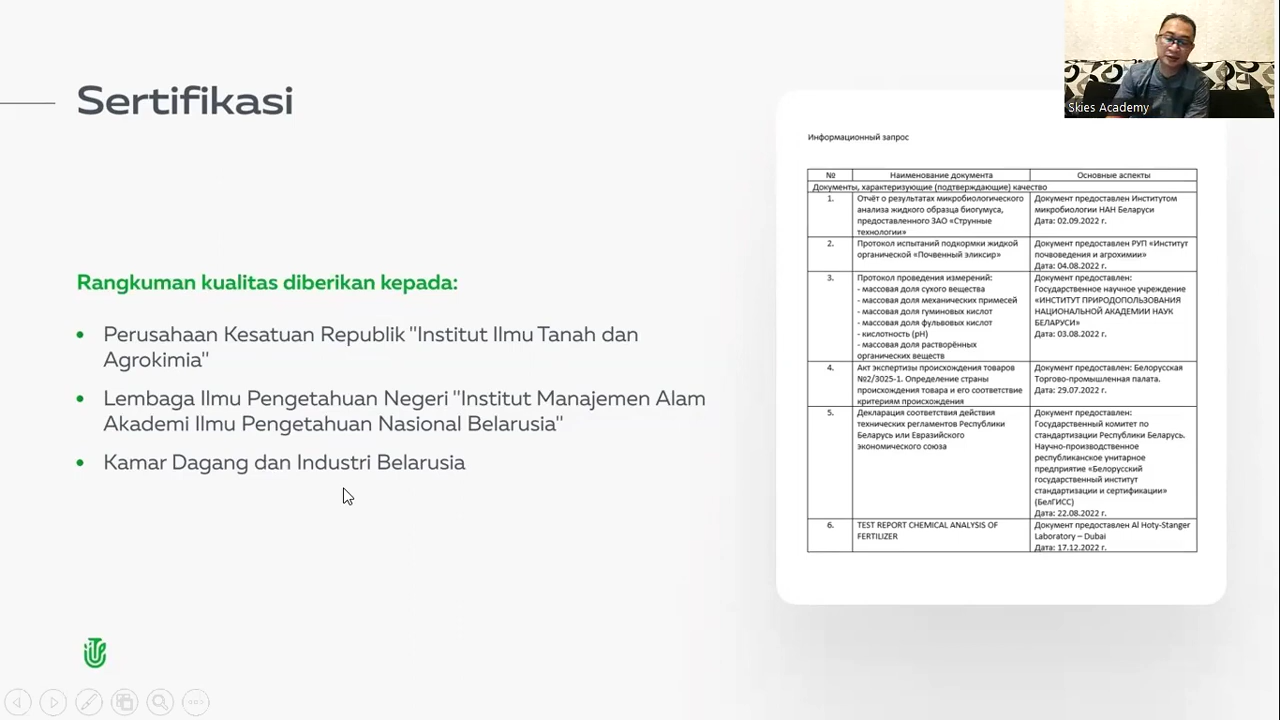 Sertifikasi
Rangkuman kualitas diberikan kepada:
Perusahaan Kesatuan Republik "Institut Ilmu Tanah dan
Agrokimia"
Lembaga Ilmu Pengetahuan Negeri "Institut Manajemen Alam
Akademi Ilmu Pengetahuan Nasional Belarusia"
Kamar Dagang dan Industri Belarusia
Skies Academy
Информационный запрос
№ Наименование документа Основные аспекты
Документы, характеризующие (подтверждающие) качество
1. Отчёт о результатах микробиологического
анализа жидкого образца биогумуса,
предоставленного ЗАО «Струнные
технологии»
Документ предоставлен Институтом
микробиологии НАН Беларуси
Дата: 02.09.2022 г.
2. Протокол испытаний подкормки жидкой
органической «Почвенный эликсир»
Документ предоставлен РУП «Институт
почвоведения и агрохимии»
Дата: 04.08.2022 г.
3. Протокол проведения измерений:
- массовая доля сухого вещества
- массовая доля механических примесей
- массовая доля гуминовых кислот
- массовая доля фульвовых кислот
- кислотность (pH)
- массовая доля растворённых
органических веществ
Документ предоставлен:
Государственное научное учреждение
«ИНСТИТУТ ПРИРОДОПОЛЬЗОВАНИЯ
НАЦИОНАЛЬНОЙ АКАДЕМИИ НАУК
БЕЛАРУСИ»
Дата: 03.08.2022 г.
4. Акт экспертизы происхождения товаров
№2/3025-1. Определение страны
происхождения товара и его соответствие
критериям происхождения
Документ предоставлен: Белорусская
Торгово-промышленная палата.
Дата: 29.07.2022 г.
5. Декларация соответствия действия
технических регламентов Республики
Беларусь или Евразийского
экономического союза
Документ предоставлен:
Государственный комитет по
стандартизации Республики Беларусь.
Научно-производственное
республиканское унитарное
предприятие «Белорусский
государственный институт
стандартизации и сертификации»
(БелГИСС)
Дата: 22.08.2022 г.
6. TEST REPORT CHEMICAL ANALYSIS OF
FERTILIZER
Документ предоставлен Al Hoty-Stanger
Laboratory – Dubai
Дата: 17.12.2022 г.